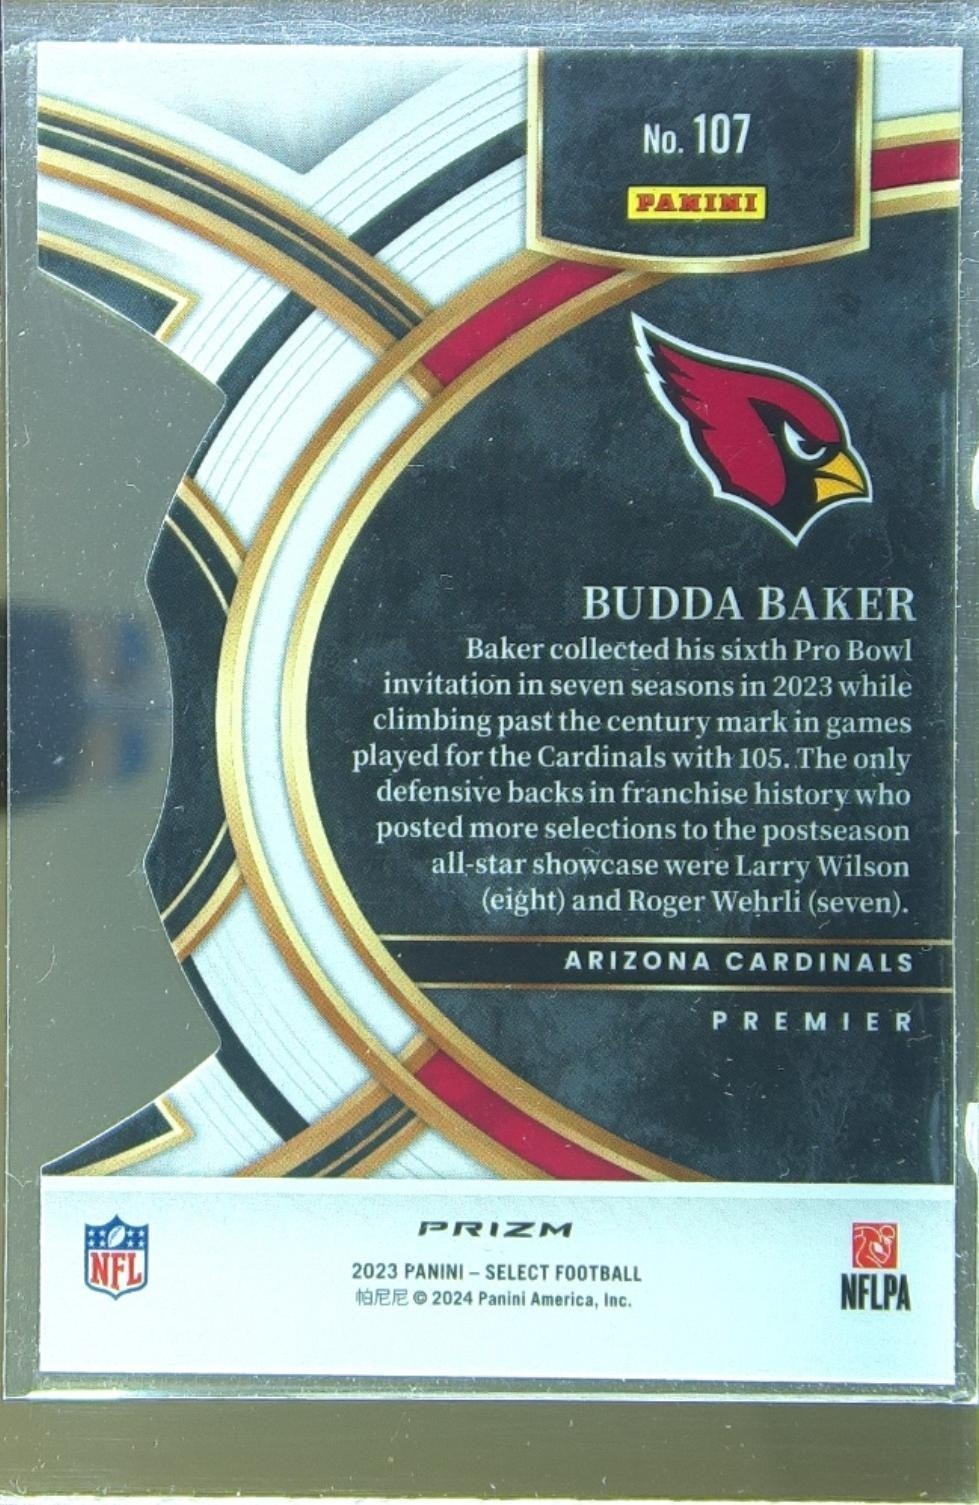 No. 107
PANINI
BUDDA BAKER
Baker collected his sixth Pro Bowl
invitation in seven seasons in 2023 while
climbing past the century mark in games
played for the Cardinals with 105. The only
defensive backs in franchise history who
posted more selections to the postseason
all-star showcase were Larry Wilson
(eight) and Roger Wehrli (seven).
ARIZONA CARDINALS
PREMIER
PRIZM
NFL
2023 PANINI – SELECT FOOTBALL
帕尼尼 © 2024 Panini America, Inc.
NFLPA